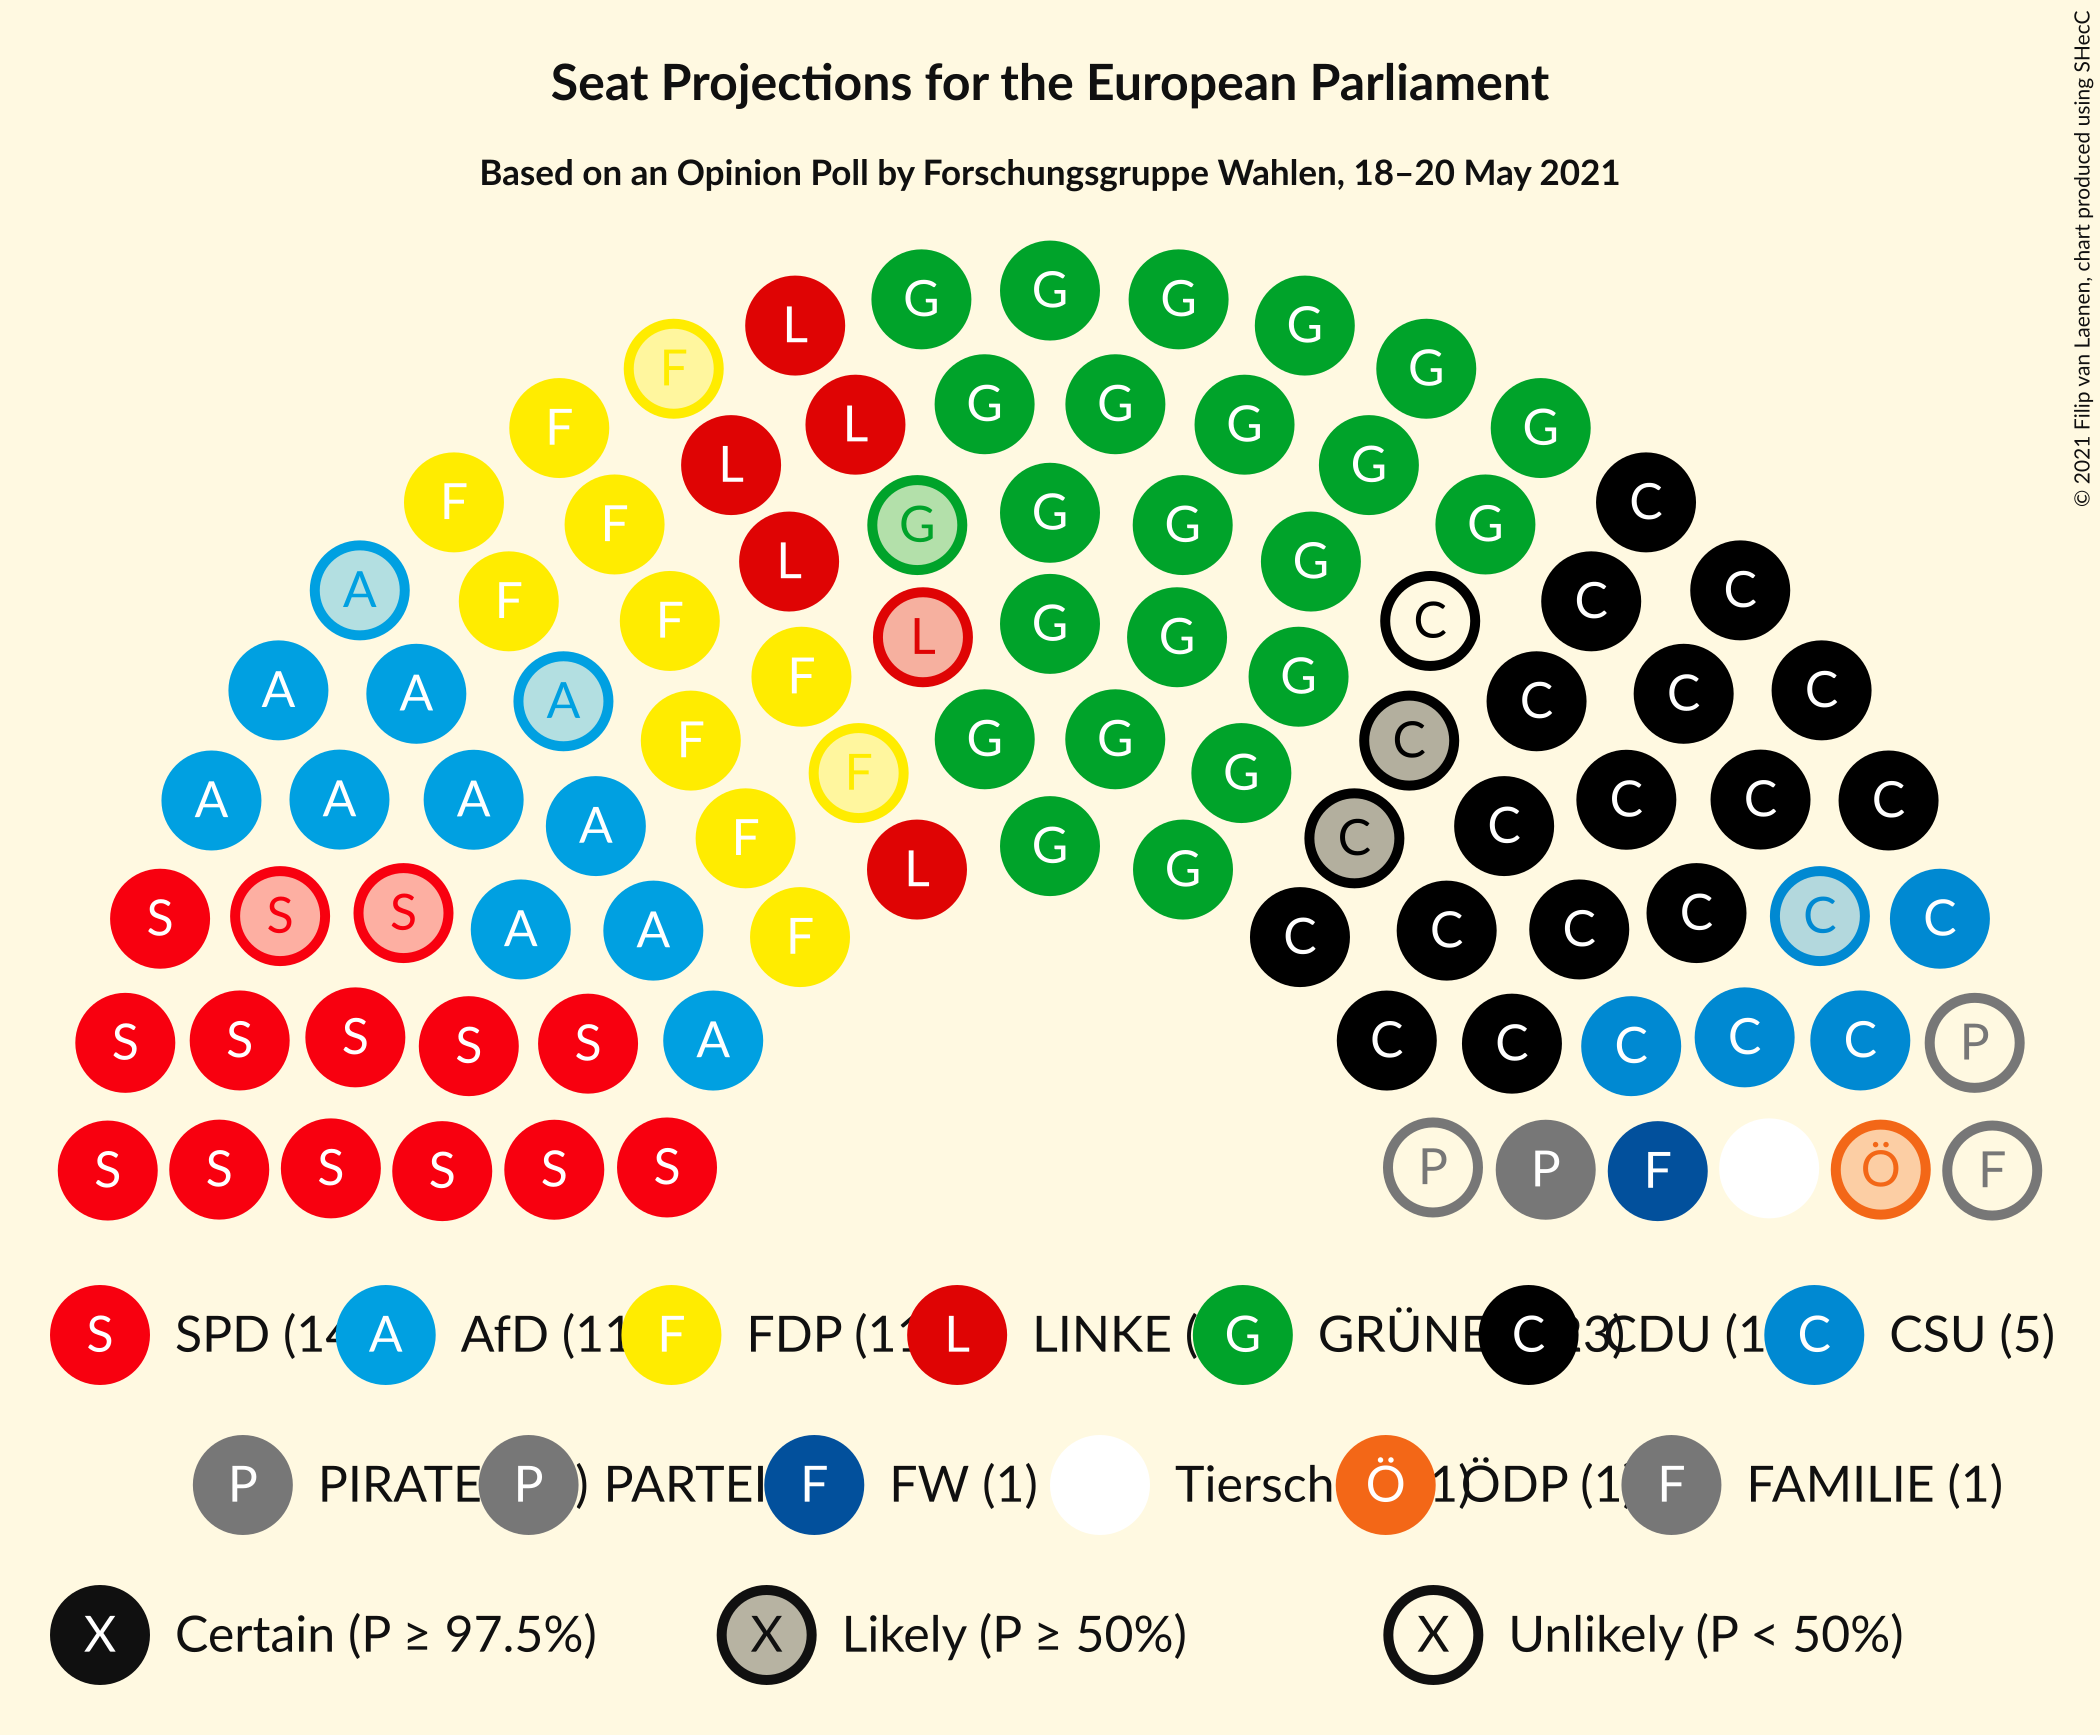 Seat Projections for the European Parliament
Based on an Opinion Poll by Forschungsgruppe Wahlen, 18–20 May 2021
© 2021 Filip van Laenen, chart produced using SHecC
G G G
L G G
F G
G G
F L G G
L G
F C
G G
F L G G
L G G
A F C C
F C
F G C
L G G
A A F G C C C
A C
F C
F G G G
A A A C C C
A F C C
G G
S S S L G C C C
A A F C C C C
S S S S S A C C C C C P
S S S S S S P P F Ö F
S SPD (14 A AfD (11 F FDP (11 L LINKE ( G GRÜNE C 3) CDU (1 C CSU (5)
P PIRATE P ) PARTEI F FW (1) Tiersch Ö 1) ÖDP (1) F FAMILIE (1)
X Certain (P ≥ 97.5%) X Likely (P ≥ 50%) X Unlikely (P < 50%)